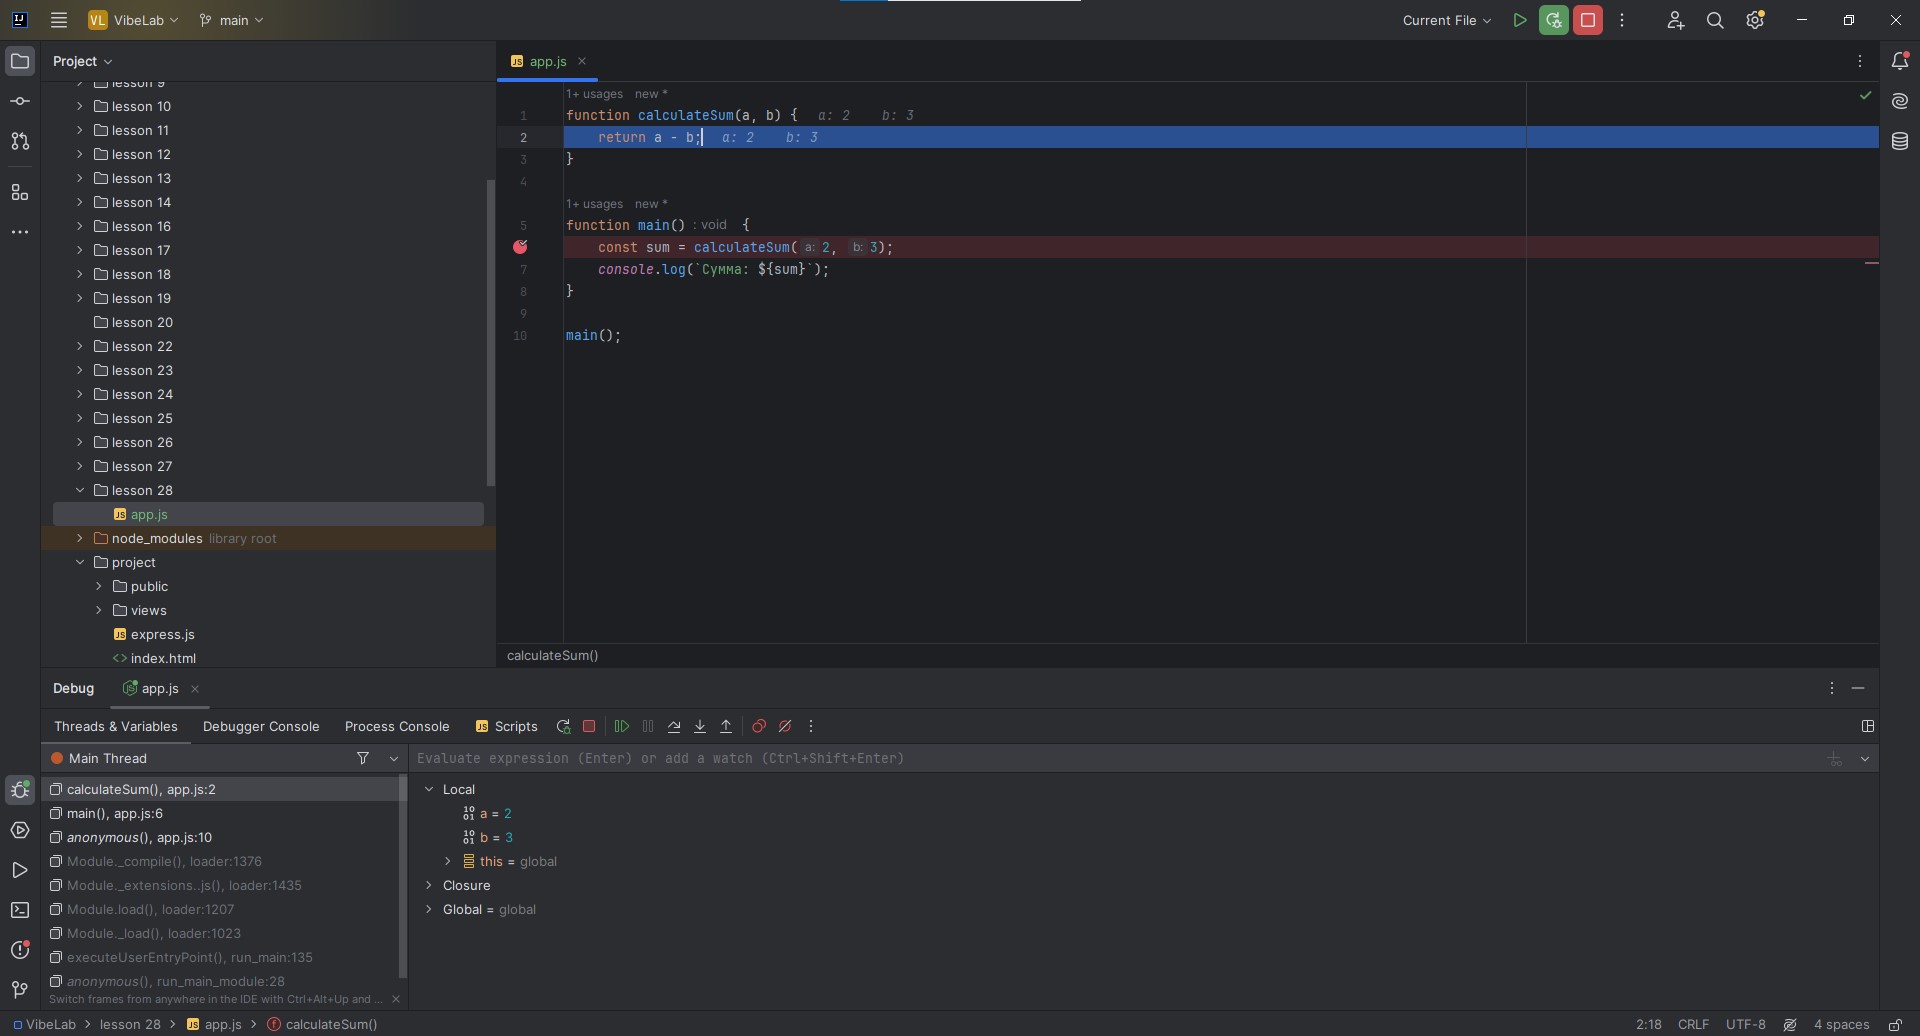 VL VibeLab main Current File
Project
lesson 9
lesson 10
lesson 11
lesson 12
lesson 13
lesson 14
lesson 16
lesson 17
lesson 18
lesson 19
lesson 20
lesson 22
lesson 23
lesson 24
lesson 25
lesson 26
lesson 27
lesson 28
JS app.js
node_modules library root
project
public
views
JS express.js
<> index.html
JS app.js
1+ usages new *
1 function calculateSum(a, b) { a: 2 b: 3
2 return a - b; a: 2 b: 3
3 }
4
1+ usages new *
5 function main() : void {
const sum = calculateSum( a: 2, b: 3);
7 console.log(`Сумма: ${sum}`);
8 }
9
10 main();
calculateSum()
Debug app.js
Threads & Variables Debugger Console Process Console JS Scripts
Main Thread
calculateSum(), app.js:2
main(), app.js:6
anonymous(), app.js:10
Module._compile(), loader:1376
Module._extensions..js(), loader:1435
Module.load(), loader:1207
Module._load(), loader:1023
executeUserEntryPoint(), run_main:135
anonymous(), run_main_module:28
Switch frames from anywhere in the IDE with Ctrl+Alt+Up and ...
Evaluate expression (Enter) or add a watch (Ctrl+Shift+Enter)
Local
10 01 a = 2
10 01 b = 3
this = global
Closure
Global = global
VibeLab > lesson 28 > JS app.js > f calculateSum() 2:18 CRLF UTF-8 4 spaces